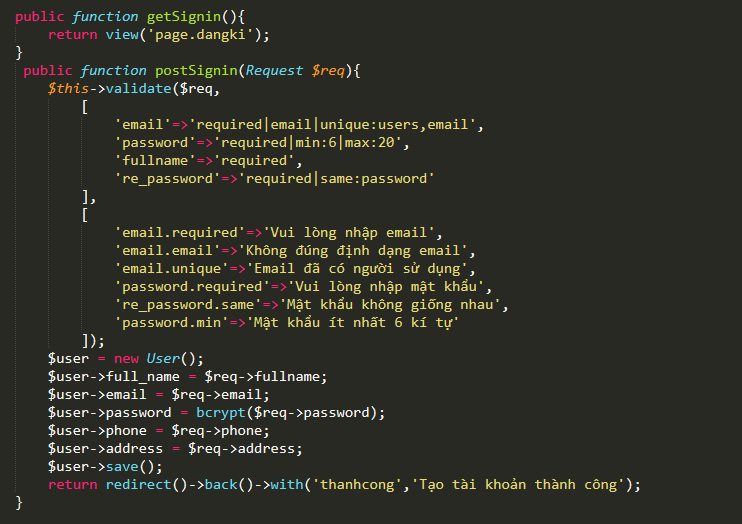 public function getSignin(){
    return view('page.dangki');
}
 public function postSignin(Request $req){
    $this->validate($req,
        [
            'email'=>'required|email|unique:users,email',
            'password'=>'required|min:6|max:20',
            'fullname'=>'required',
            're_password'=>'required|same:password'
        ],
        [
            'email.required'=>'Vui lòng nhập email',
            'email.email'=>'Không đúng định dạng email',
            'email.unique'=>'Email đã có người sử dụng',
            'password.required'=>'Vui lòng nhập mật khẩu',
            're_password.same'=>'Mật khẩu không giống nhau',
            'password.min'=>'Mật khẩu ít nhất 6 kí tự'
        ]);
    $user = new User();
    $user->full_name = $req->fullname;
    $user->email = $req->email;
    $user->password = bcrypt($req->password);
    $user->phone = $req->phone;
    $user->address = $req->address;
    $user->save();
    return redirect()->back()->with('thanhcong','Tạo tài khoản thành công');
}